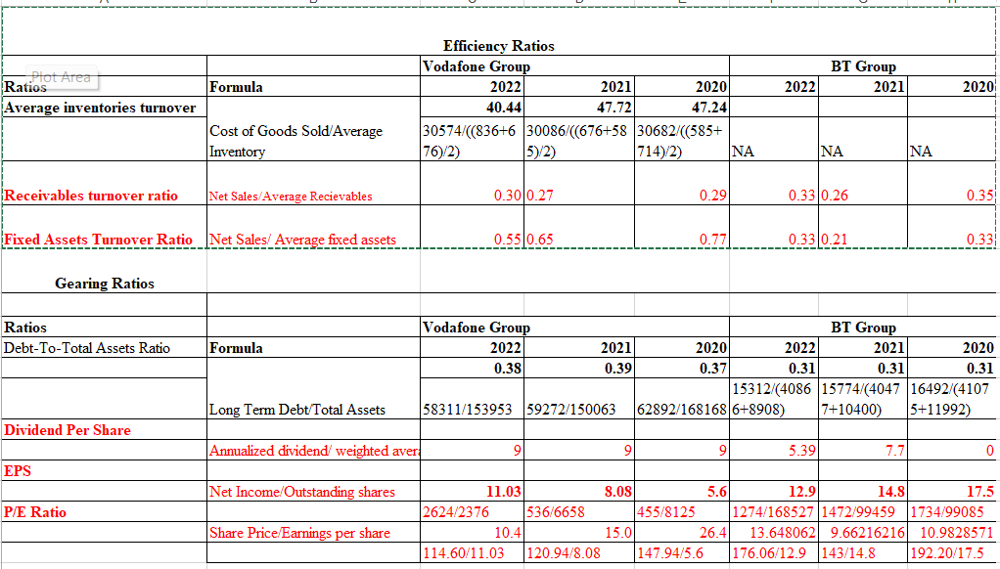 Efficiency Ratios
Vodafone Group BT Group
Plot Area
Ratios Formula 2022 2021 2020 2022 2021 2020
Average inventories turnover 40.44 47.72 47.24
Cost of Goods Sold/Average 30574/((836+6 30086/((676+58 30682/((585+
Inventory 76)/2) 5)/2) 714)/2) NA NA NA
Receivables turnover ratio Net Sales/Average Recievables 0.30 0.27 0.29 0.33 0.26 0.35
Fixed Assets Turnover Ratio Net Sales/ Average fixed assets 0.55 0.65 0.77 0.33 0.21 0.33
Gearing Ratios
Ratios Vodafone Group BT Group
Debt-To-Total Assets Ratio Formula 2022 2021 2020 2022 2021 2020
0.38 0.39 0.37 0.31 0.31 0.31
15312/(4086 15774/(4047 16492/(4107
Long Term Debt/Total Assets 58311/153953 59272/150063 62892/168168 6+8908) 7+10400) 5+11992)
Dividend Per Share
Annualized dividend/ weighted avera 9 9 9 5.39 7.7 0
EPS
Net Income/Outstanding shares 11.03 8.08 5.6 12.9 14.8 17.5
P/E Ratio 2624/2376 536/6658 455/8125 1274/168527 1472/99459 1734/99085
Share Price/Earnings per share 10.4 15.0 26.4 13.648062 9.66216216 10.9828571
114.60/11.03 120.94/8.08 147.94/5.6 176.06/12.9 143/14.8 192.20/17.5